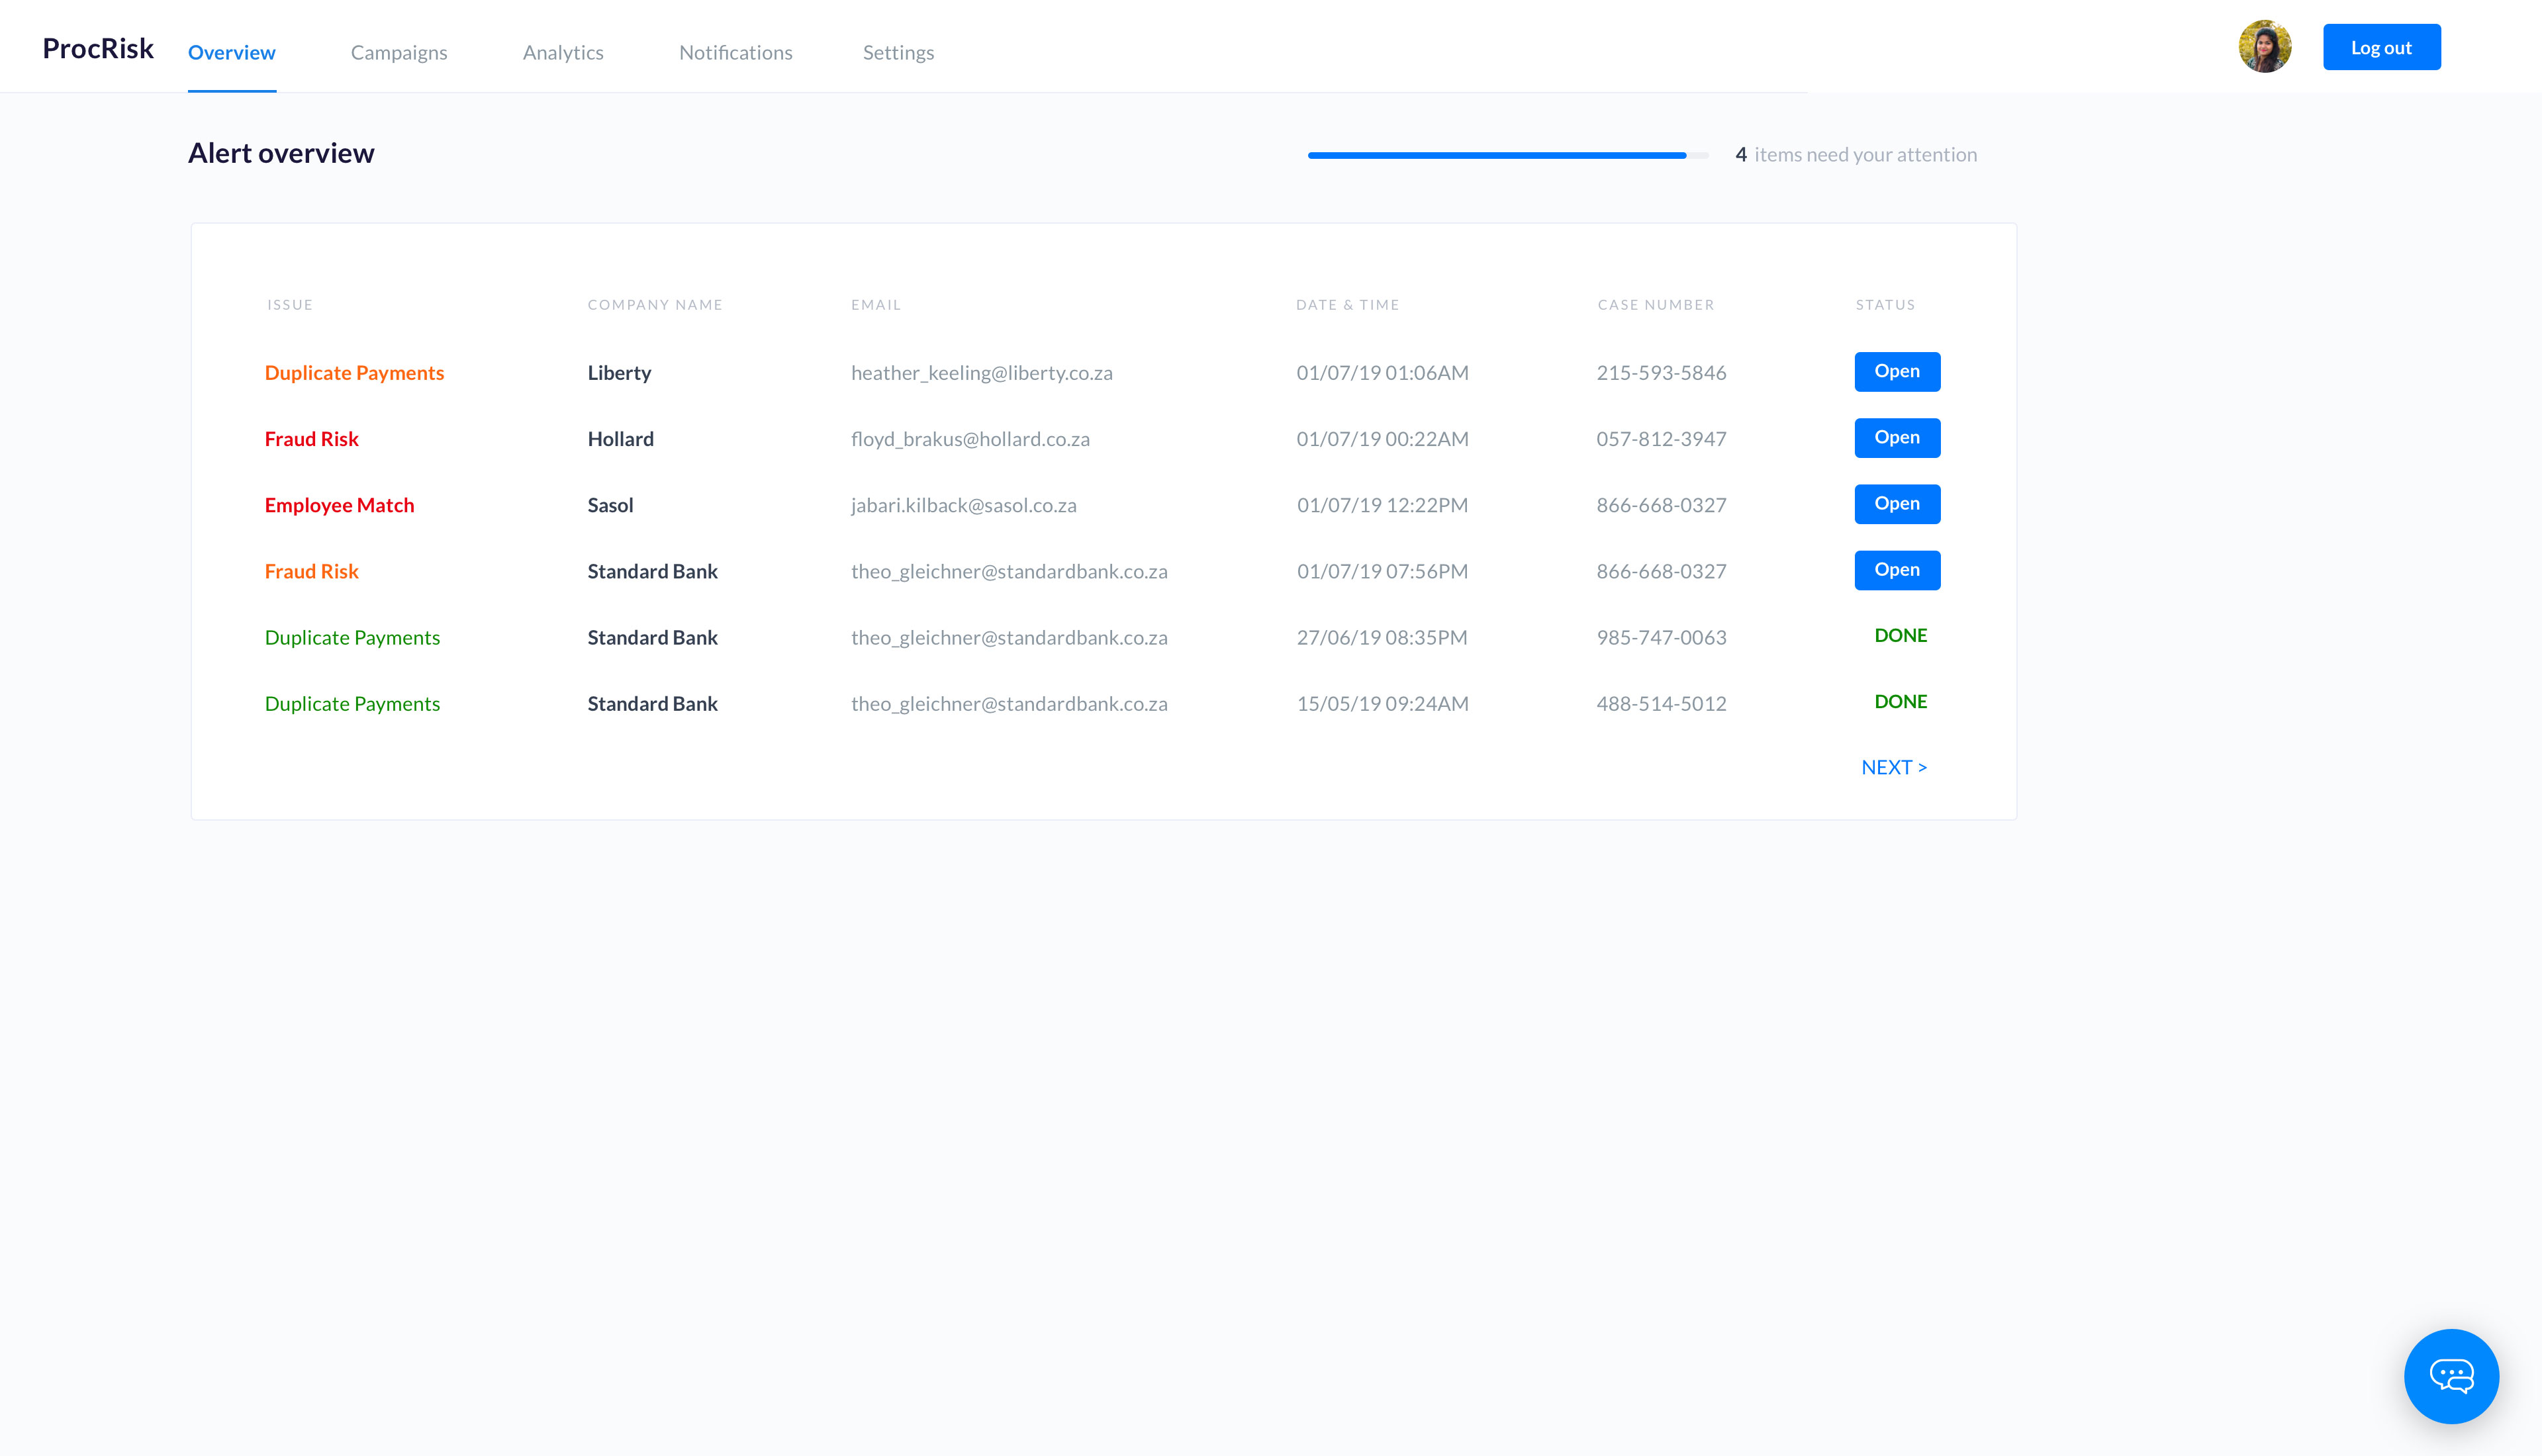 ProcRisk Overview Campaigns Analytics Notifications Settings Log out
Alert overview 4 items need your attention
ISSUE COMPANY NAME EMAIL DATE & TIME CASE NUMBER STATUS
Duplicate Payments Liberty heather_keeling@liberty.co.za 01/07/19 01:06AM 215-593-5846 Open
Fraud Risk Hollard floyd_brakus@hollard.co.za 01/07/19 00:22AM 057-812-3947 Open
Employee Match Sasol jabari.kilback@sasol.co.za 01/07/19 12:22PM 866-668-0327 Open
Fraud Risk Standard Bank theo_gleichner@standardbank.co.za 01/07/19 07:56PM 866-668-0327 Open
Duplicate Payments Standard Bank theo_gleichner@standardbank.co.za 27/06/19 08:35PM 985-747-0063 DONE
Duplicate Payments Standard Bank theo_gleichner@standardbank.co.za 15/05/19 09:24AM 488-514-5012 DONE
NEXT >